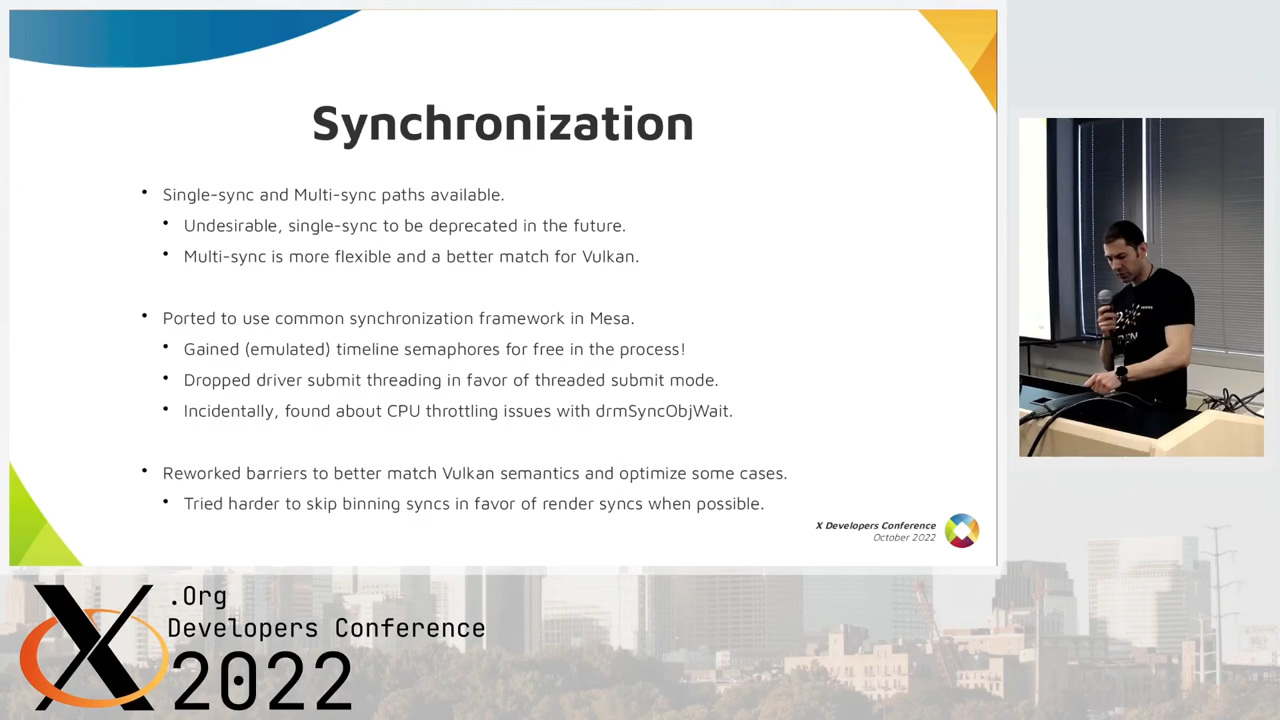 Synchronization
Single-sync and Multi-sync paths available.
Undesirable, single-sync to be deprecated in the future.
Multi-sync is more flexible and a better match for Vulkan.
Ported to use common synchronization framework in Mesa.
Gained (emulated) timeline semaphores for free in the process!
Dropped driver submit threading in favor of threaded submit mode.
Incidentally, found about CPU throttling issues with drmSyncObjWait.
Reworked barriers to better match Vulkan semantics and optimize some cases.
Tried harder to skip binning syncs in favor of render syncs when possible.
X Developers Conference
October 2022
X.Org
Developers Conference
2022